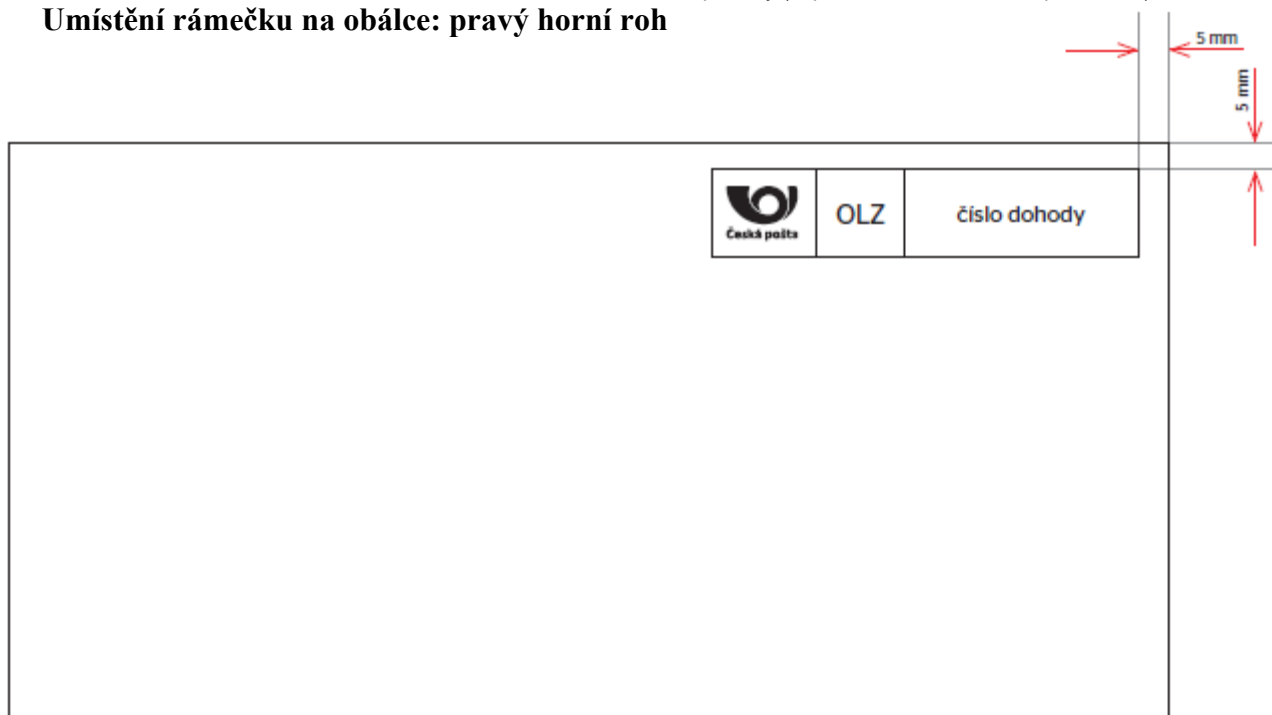 Umístění rámečku na obálce: pravý horní roh
5 mm
5 mm
Česká pošta
OLZ
číslo dohody